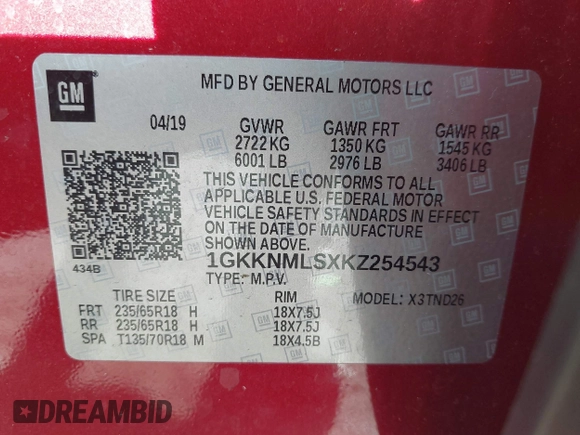 GM
MFD BY GENERAL MOTORS LLC
04/19 GVWR GAWR FRT GAWR RR
2722 KG 1350 KG 1545 KG
6001 LB 2976 LB 3406 LB
THIS VEHICLE CONFORMS TO ALL
APPLICABLE U.S. FEDERAL MOTOR
VEHICLE SAFETY STANDARDS IN EFFECT
ON THE DATE OF MANUFACTURE
SHOWN ABOVE.
434B
1GKKNMLSXKZ254543
TYPE: M.P.V.
TIRE SIZE RIM MODEL: X3TND26
FRT 235/65R18 H 18X7.5J
RR 235/65R18 H 18X7.5J
SPA T135/70R18 M 18X4.5B
DREAMBID